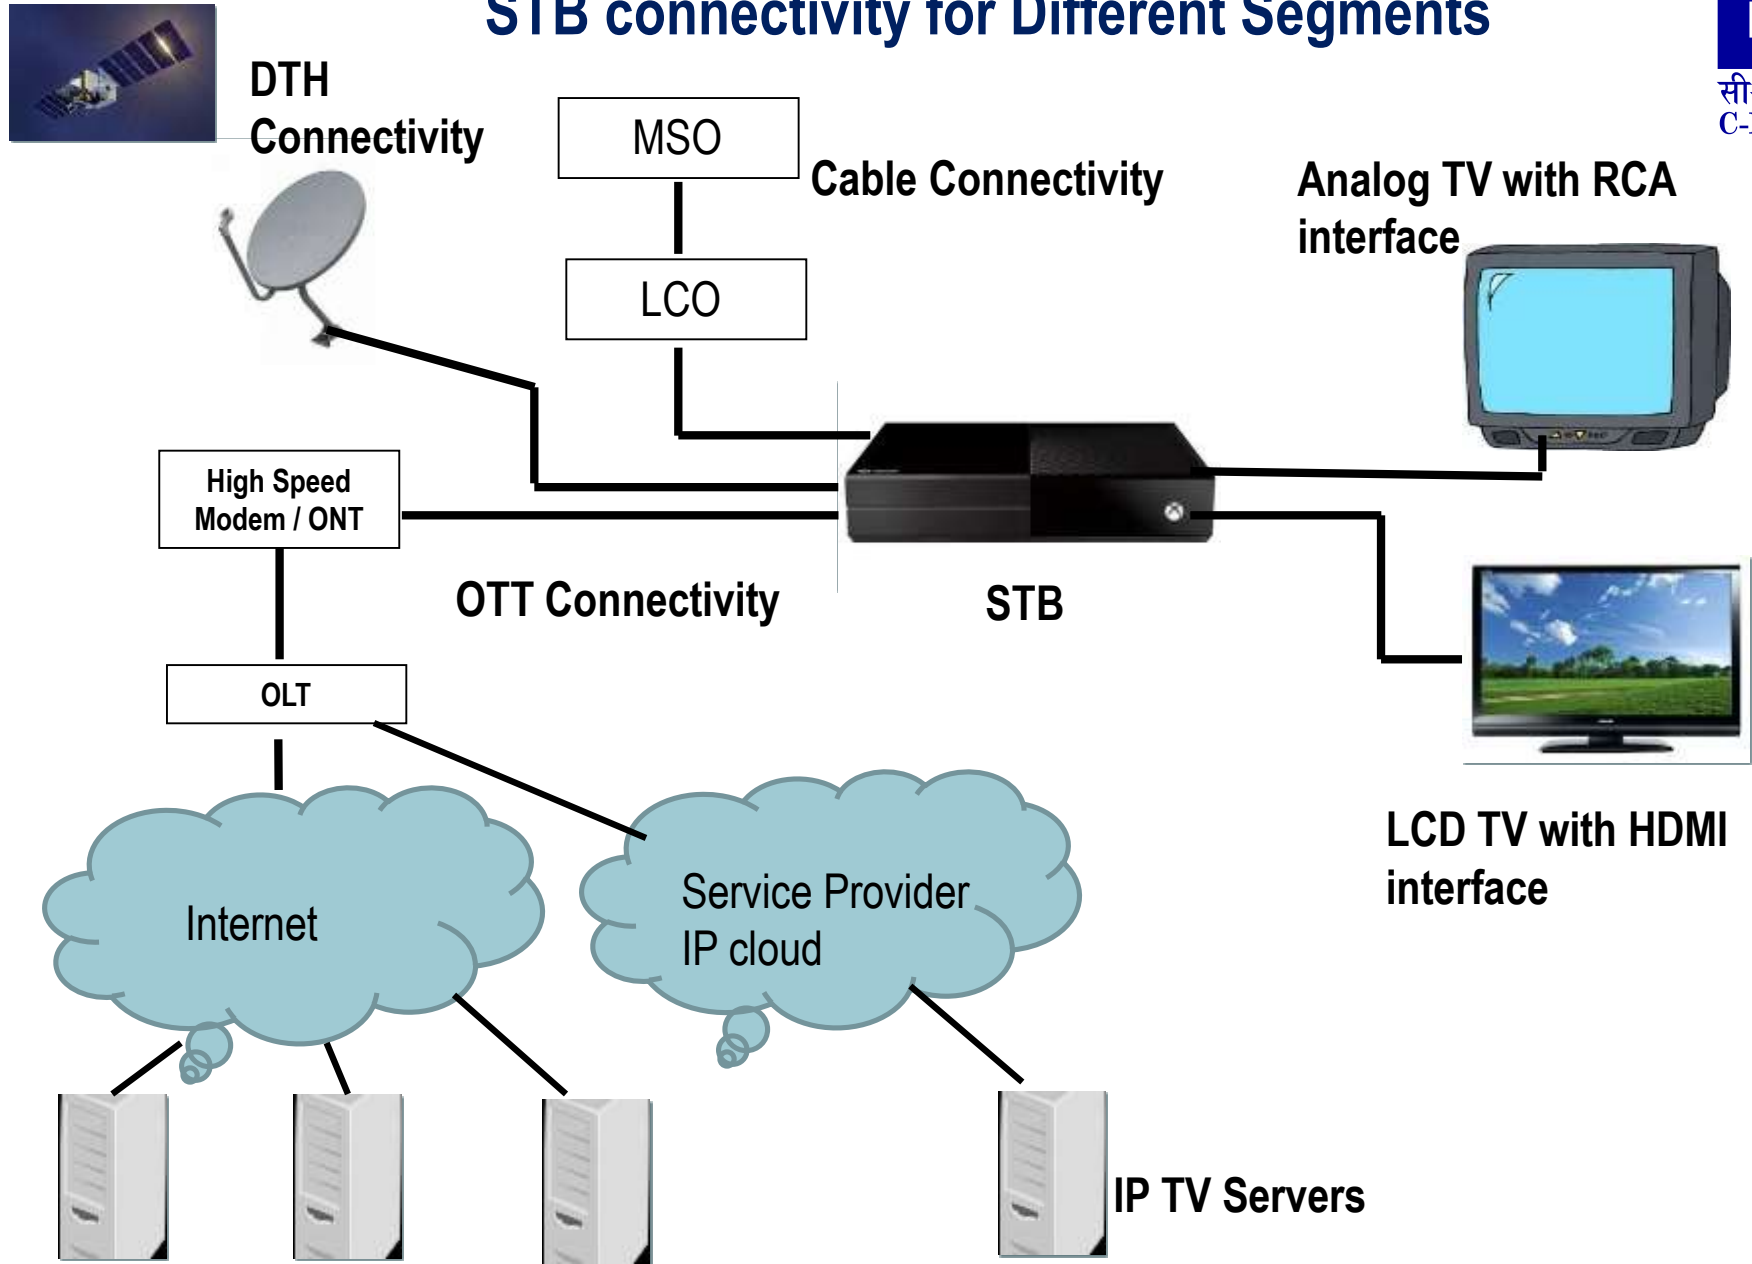 STB connectivity for Different Segments
DTH
Connectivity
MSO
Cable Connectivity
Analog TV with RCA
interface
LCO
High Speed
Modem / ONT
OTT Connectivity
STB
OLT
LCD TV with HDMI
interface
Internet
Service Provider
IP cloud
IP TV Servers